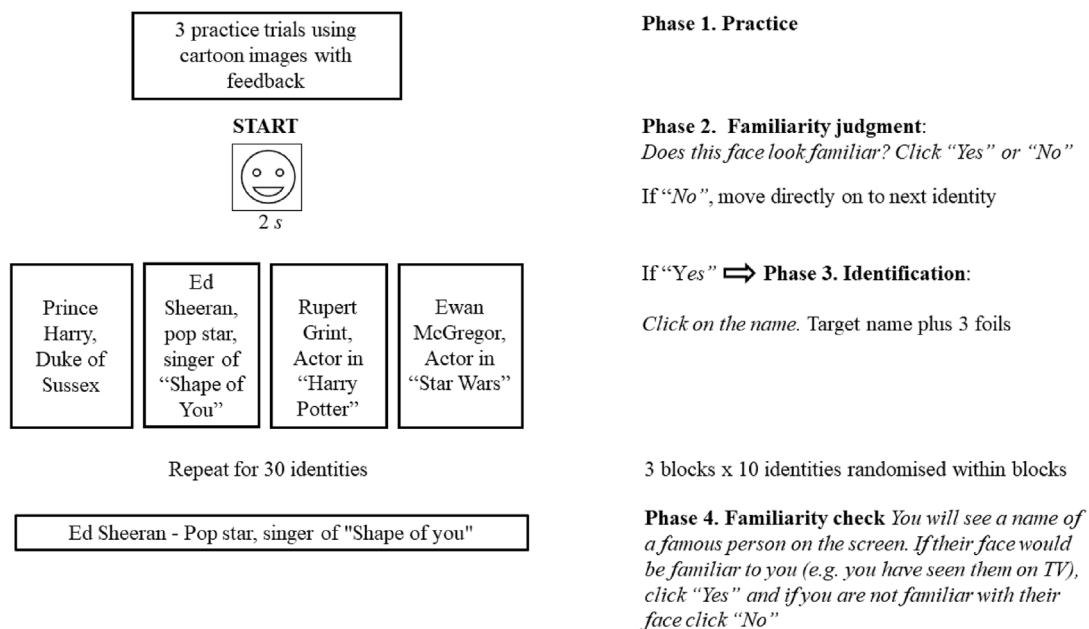 3 practice trials using
cartoon images with
feedback
Phase 1. Practice
START
2 s
Phase 2.  Familiarity judgment:
Does this face look familiar? Click “Yes” or “No”
If “No”, move directly on to next identity
Prince
Harry,
Duke of
Sussex
Ed
Sheeran,
pop star,
singer of
“Shape of
You”
Rupert
Grint,
Actor in
“Harry
Potter”
Ewan
McGregor,
Actor in
“Star Wars”
If “Yes” ⇨ Phase 3. Identification:
Click on the name. Target name plus 3 foils
Repeat for 30 identities
3 blocks x 10 identities randomised within blocks
Ed Sheeran - Pop star, singer of "Shape of you"
Phase 4. Familiarity check You will see a name of
a famous person on the screen. If their face would
be familiar to you (e.g. you have seen them on TV),
click “Yes” and if you are not familiar with their
face click “No”